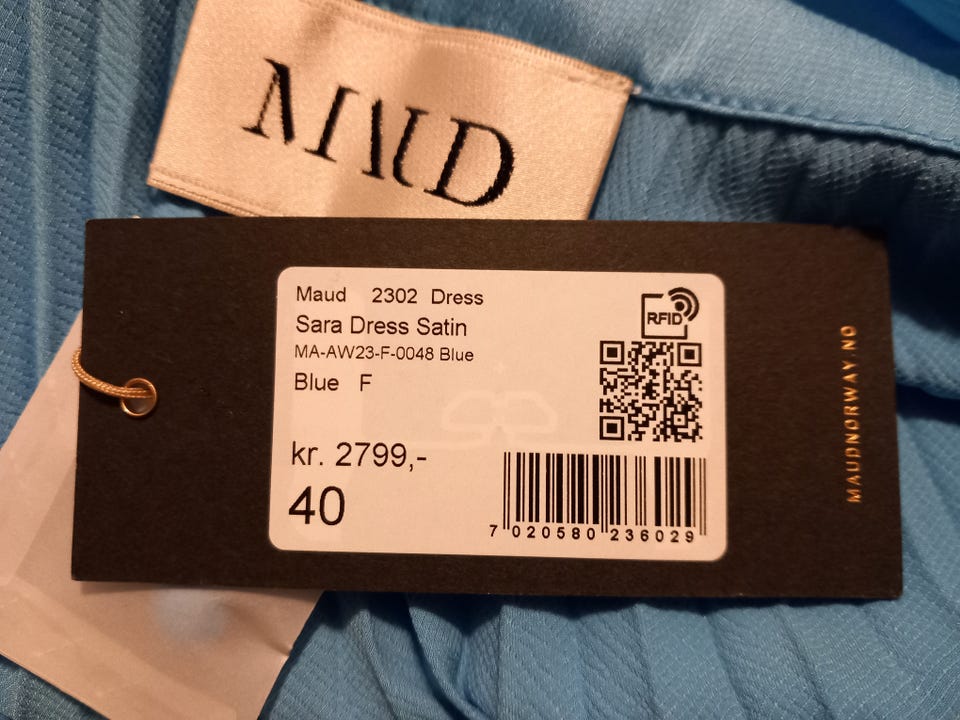 MAUD
Maud 2302 Dress
Sara Dress Satin
MA-AW23-F-0048 Blue
Blue F
kr. 2799,-
40
RFID
7 020580 236029
MAUDNORWAY.NO